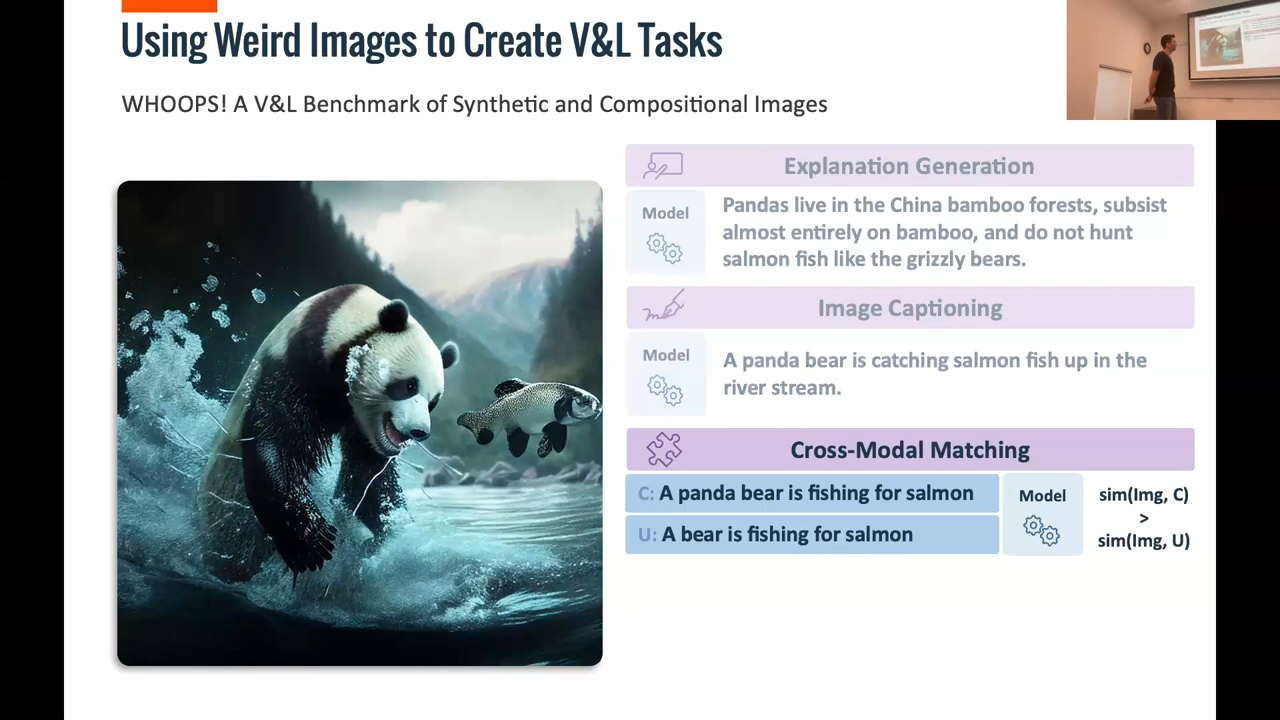 Using Weird Images to Create V&L Tasks
WHOOPS! A V&L Benchmark of Synthetic and Compositional Images
Explanation Generation
Model
Pandas live in the China bamboo forests, subsist
almost entirely on bamboo, and do not hunt
salmon fish like the grizzly bears.
Image Captioning
Model
A panda bear is catching salmon fish up in the
river stream.
Cross-Modal Matching
C: A panda bear is fishing for salmon
U: A bear is fishing for salmon
Model
sim(Img, C)
>
sim(Img, U)